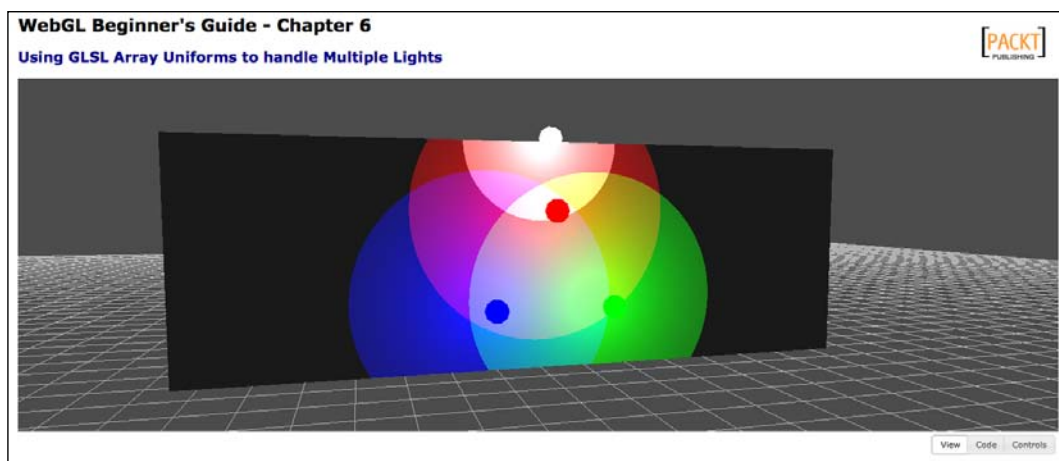 WebGL Beginner's Guide - Chapter 6
Using GLSL Array Uniforms to handle Multiple Lights
PACKT
PUBLISHING
View Code Controls